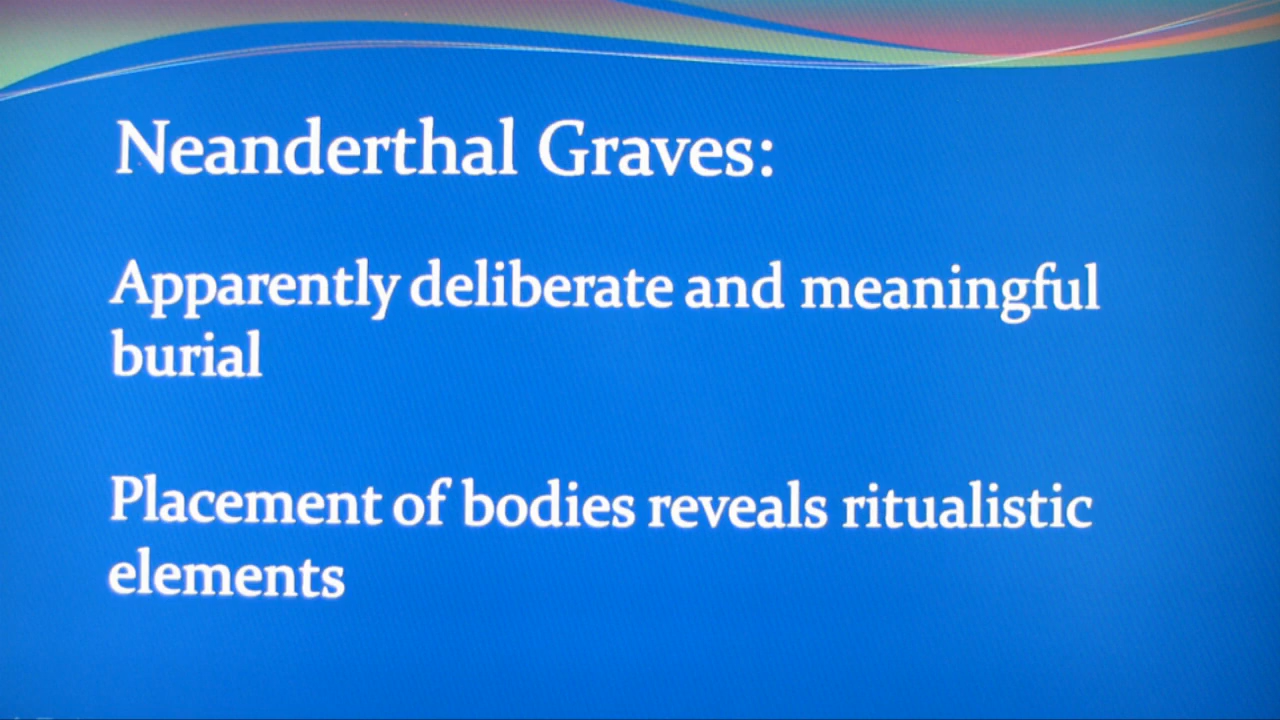 Neanderthal Graves:
Apparently deliberate and meaningful
burial
Placement of bodies reveals ritualistic
elements